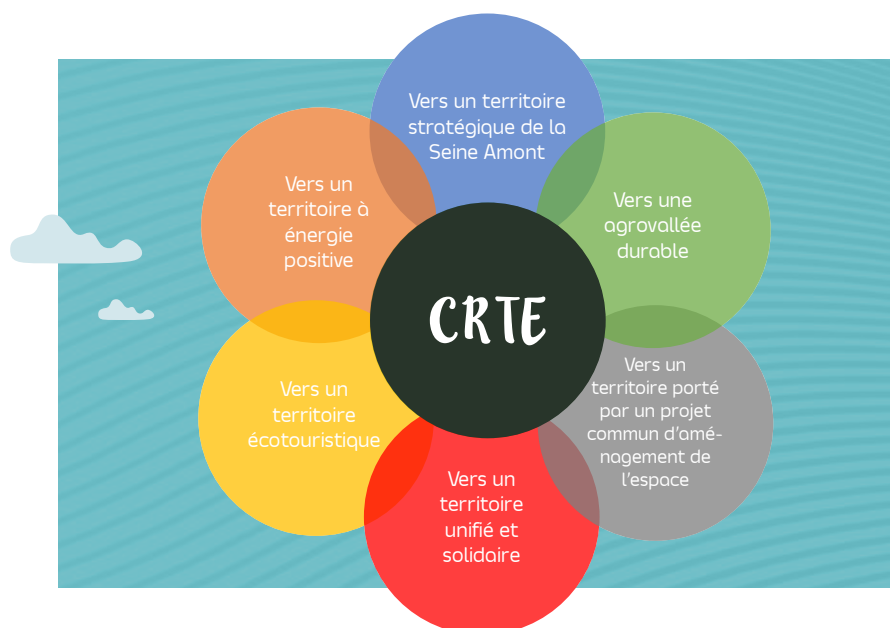 Vers un territoire
stratégique de la
Seine Amont
Vers une
agrovallée
durable
Vers un
territoire porté
par un projet
commun d'amé-
nagement de
l'espace
Vers un
territoire
unifié et
solidaire
Vers un
territoire
écotouristique
Vers un
territoire à
énergie
positive
CRTE